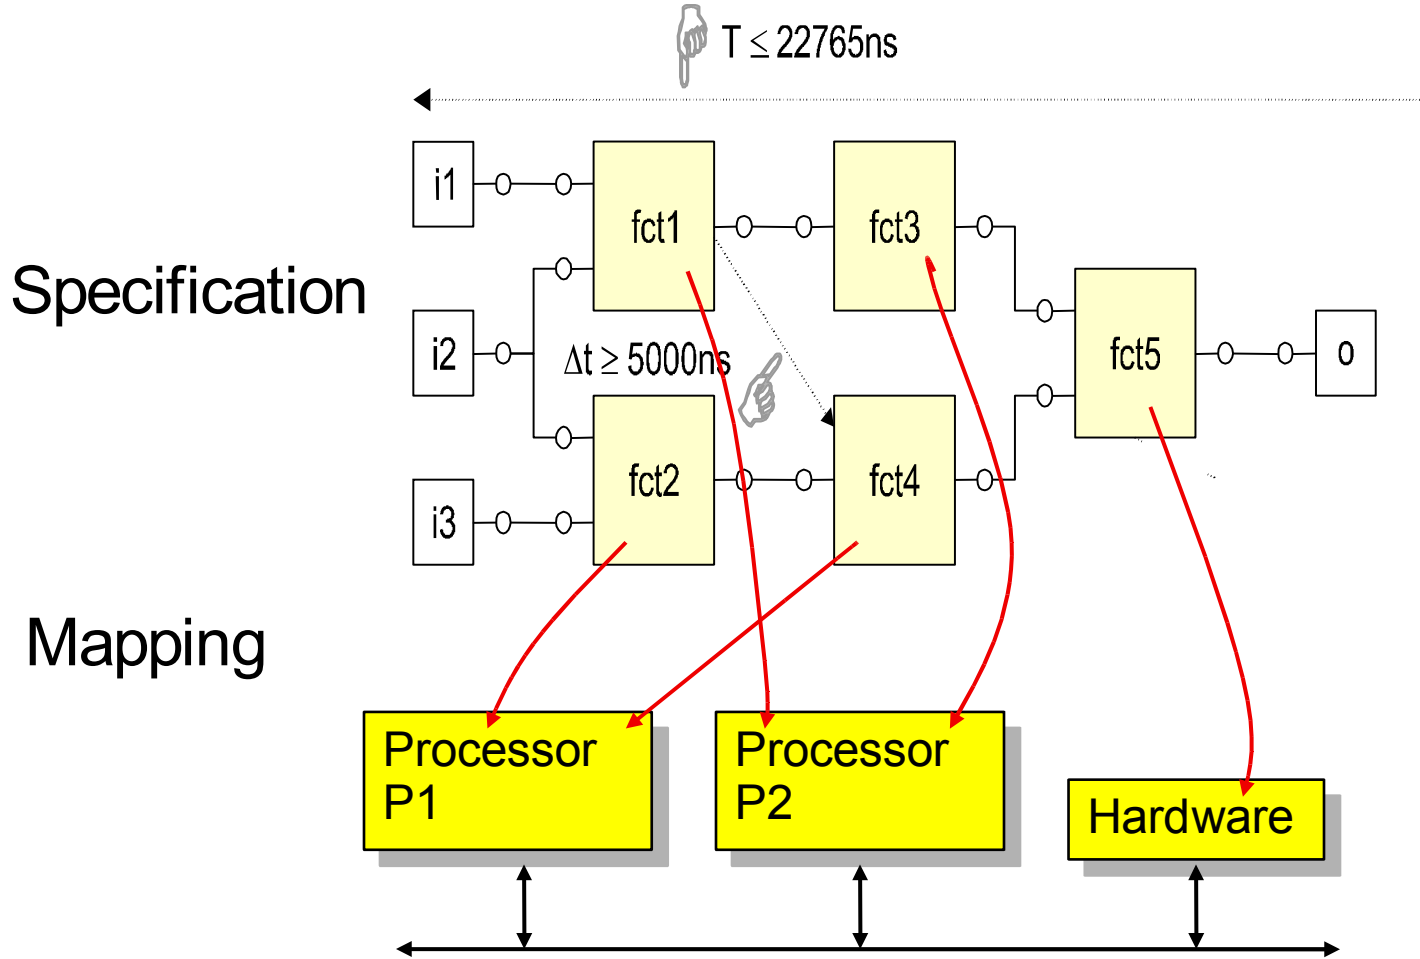 T ≤ 22765ns
i1
fct1
fct3
Specification
i2
Δt ≥ 5000ns
fct5
o
fct2
fct4
i3
Mapping
Processor
P1
Processor
P2
Hardware